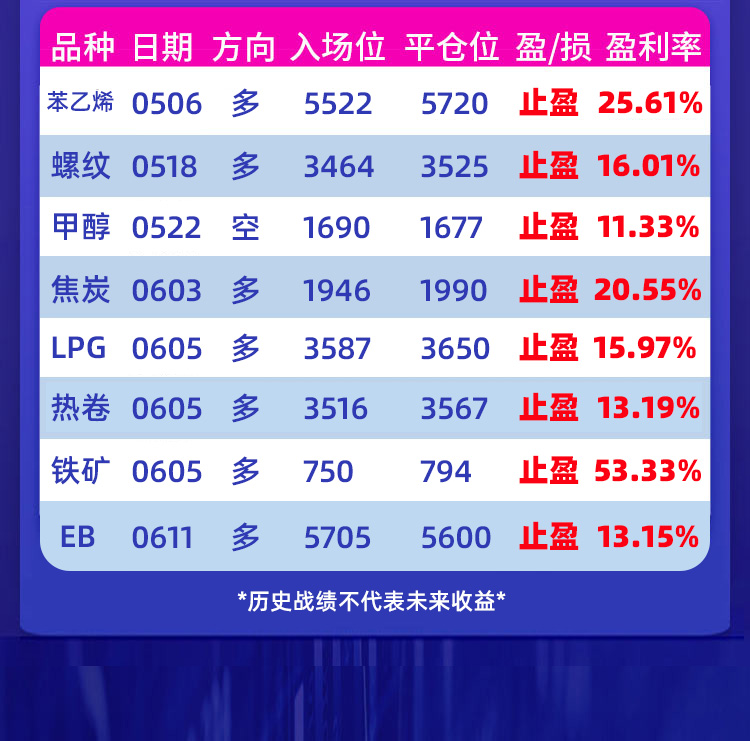 品种 日期 方向 入场位 平仓位 盈/损 盈利率
苯乙烯 0506 多 5522 5720 止盈 25.61%
螺纹 0518 多 3464 3525 止盈 16.01%
甲醇 0522 空 1690 1677 止盈 11.33%
焦炭 0603 多 1946 1990 止盈 20.55%
LPG 0605 多 3587 3650 止盈 15.97%
热卷 0605 多 3516 3567 止盈 13.19%
铁矿 0605 多 750 794 止盈 53.33%
EB 0611 多 5705 5600 止盈 13.15%
*历史战绩不代表未来收益*